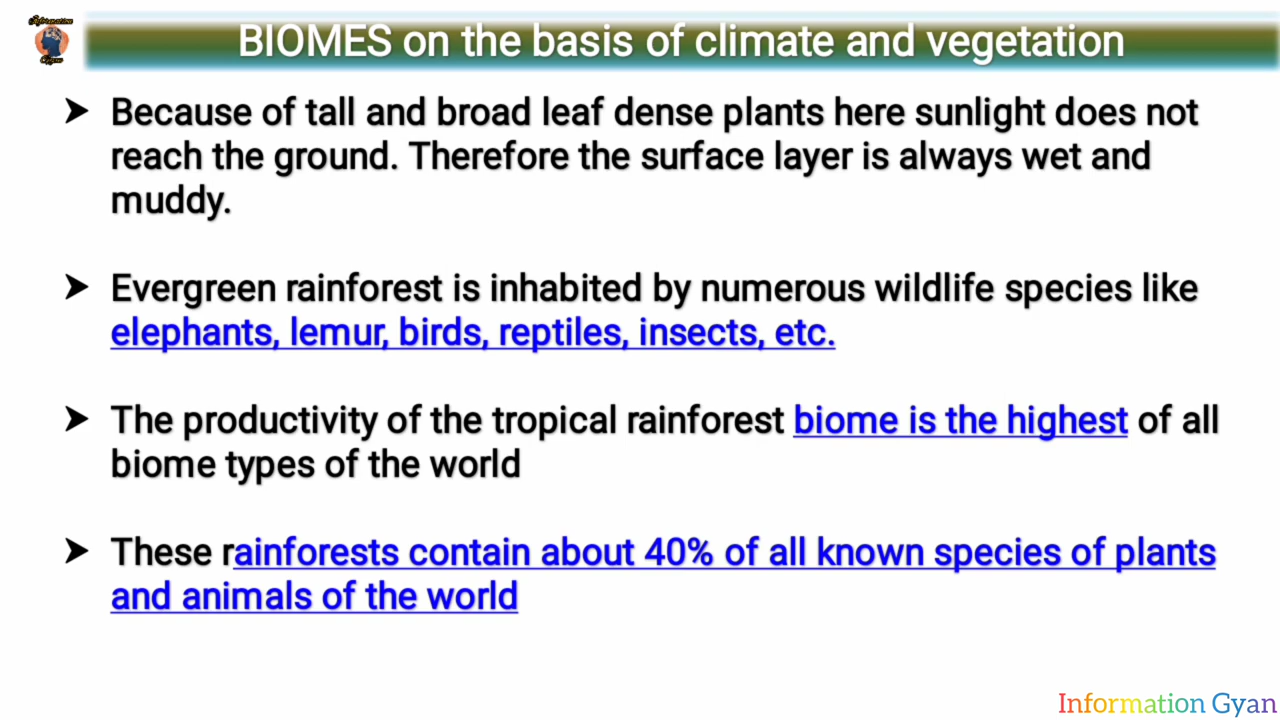 Information
Gyan
BIOMES on the basis of climate and vegetation
➤ Because of tall and broad leaf dense plants here sunlight does not
reach the ground. Therefore the surface layer is always wet and
muddy.
➤ Evergreen rainforest is inhabited by numerous wildlife species like
elephants, lemur, birds, reptiles, insects, etc.
➤ The productivity of the tropical rainforest biome is the highest of all
biome types of the world
➤ These rainforests contain about 40% of all known species of plants
and animals of the world
Information Gyan